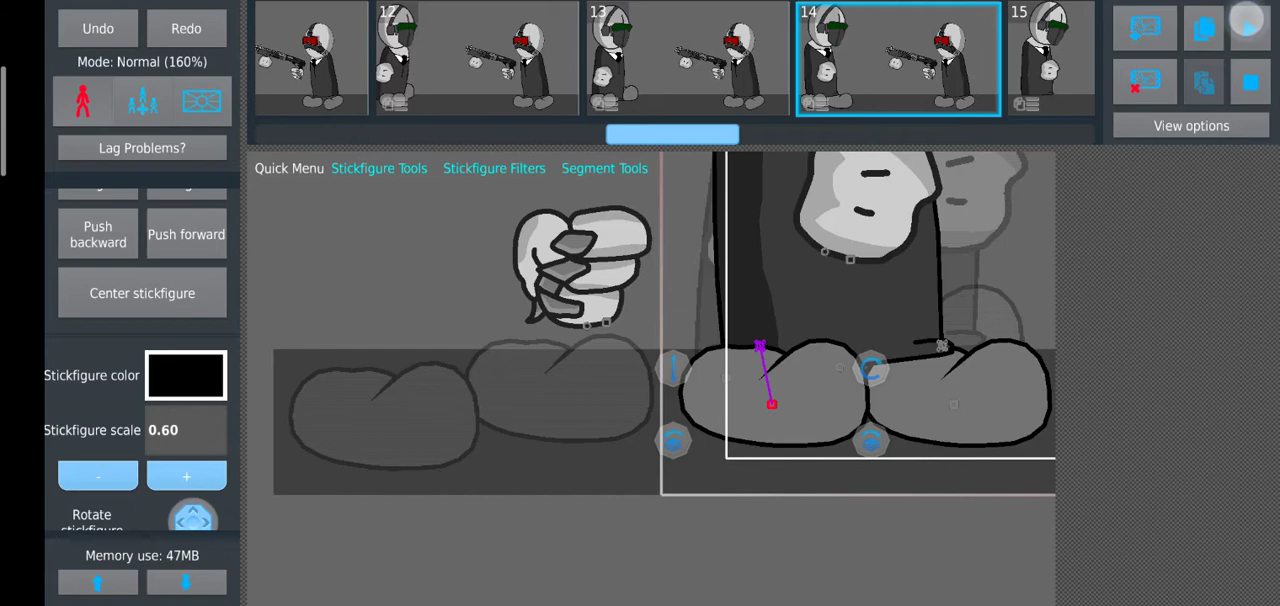 Undo
Redo
Mode: Normal (160%)
Lag Problems?
12
13
14
15
View options
Quick Menu Stickfigure Tools Stickfigure Filters Segment Tools
Push backward
Push forward
Center stickfigure
Stickfigure color
Stickfigure scale
0.60
-
+
Rotate
Memory use: 47MB